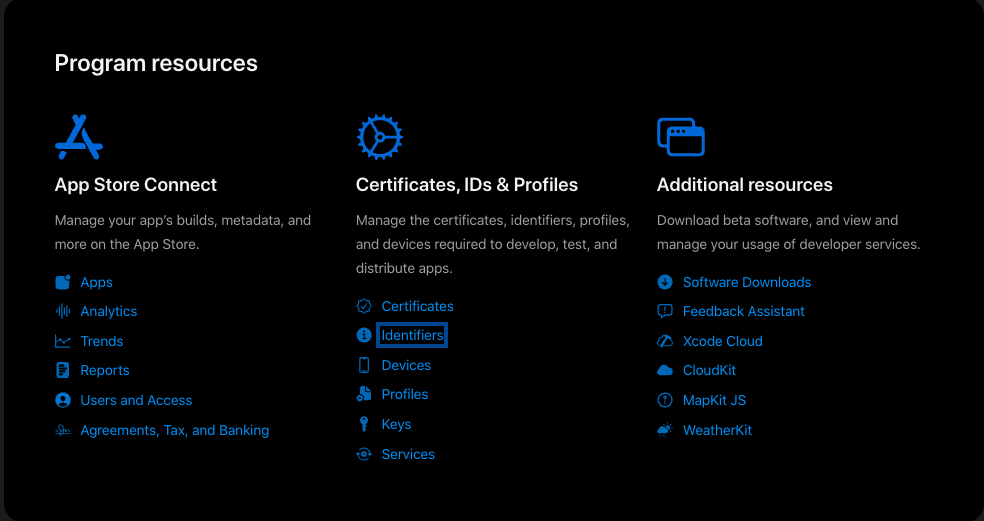 Program resources
App Store Connect
Manage your app’s builds, metadata, and
more on the App Store.
Apps
Analytics
Trends
Reports
Users and Access
Agreements, Tax, and Banking
Certificates, IDs & Profiles
Manage the certificates, identifiers, profiles,
and devices required to develop, test, and
distribute apps.
Certificates
Identifiers
Devices
Profiles
Keys
Services
Additional resources
Download beta software, and view and
manage your usage of developer services.
Software Downloads
Feedback Assistant
Xcode Cloud
CloudKit
MapKit JS
WeatherKit